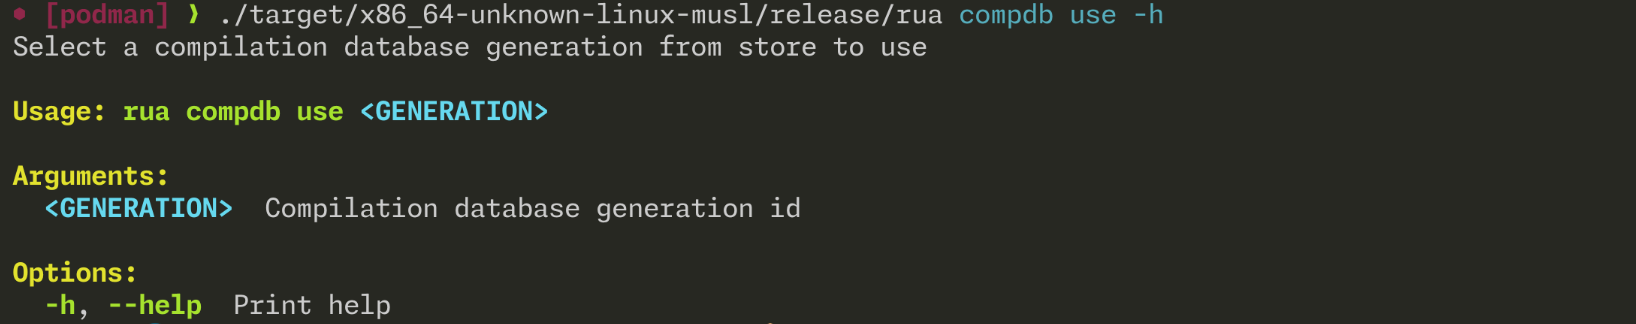 ● [podman] ❯ ./target/x86_64-unknown-linux-musl/release/rua compdb use -h
Select a compilation database generation from store to use
Usage: rua compdb use <GENERATION>
Arguments:
<GENERATION>  Compilation database generation id
Options:
-h, --help  Print help